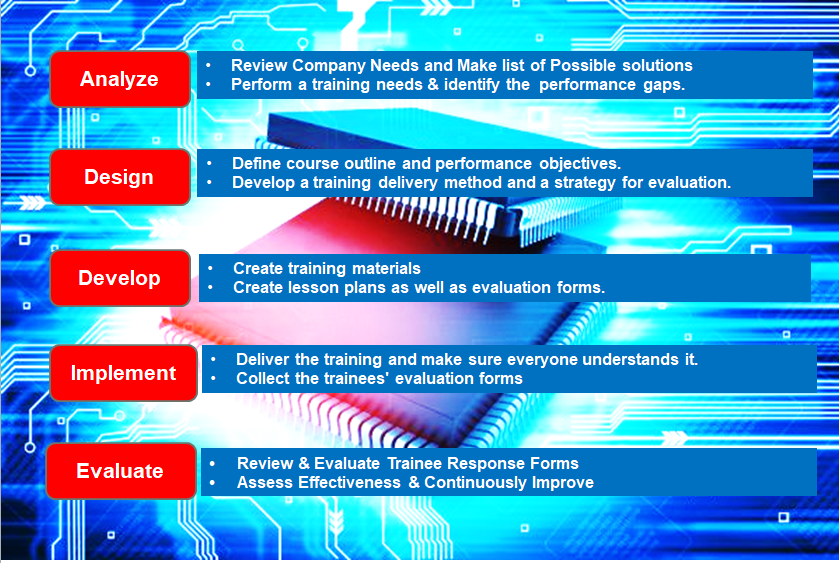 Analyze
• Review Company Needs and Make list of Possible solutions
• Perform a training needs & identify the performance gaps.
Design
• Define course outline and performance objectives.
• Develop a training delivery method and a strategy for evaluation.
Develop
• Create training materials
• Create lesson plans as well as evaluation forms.
Implement
• Deliver the training and make sure everyone understands it.
• Collect the trainees' evaluation forms
Evaluate
• Review & Evaluate Trainee Response Forms
• Assess Effectiveness & Continuously Improve